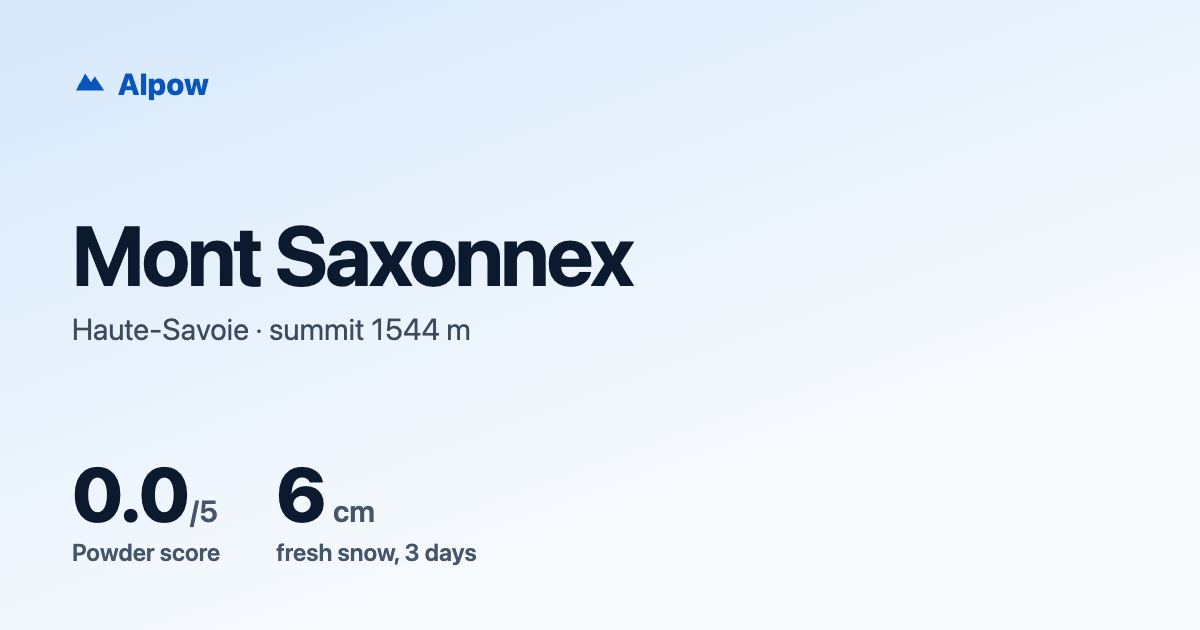 Alpow
Mont Saxonnex
Haute-Savoie · summit 1544 m
0.0/5 6 cm
Powder score fresh snow, 3 days